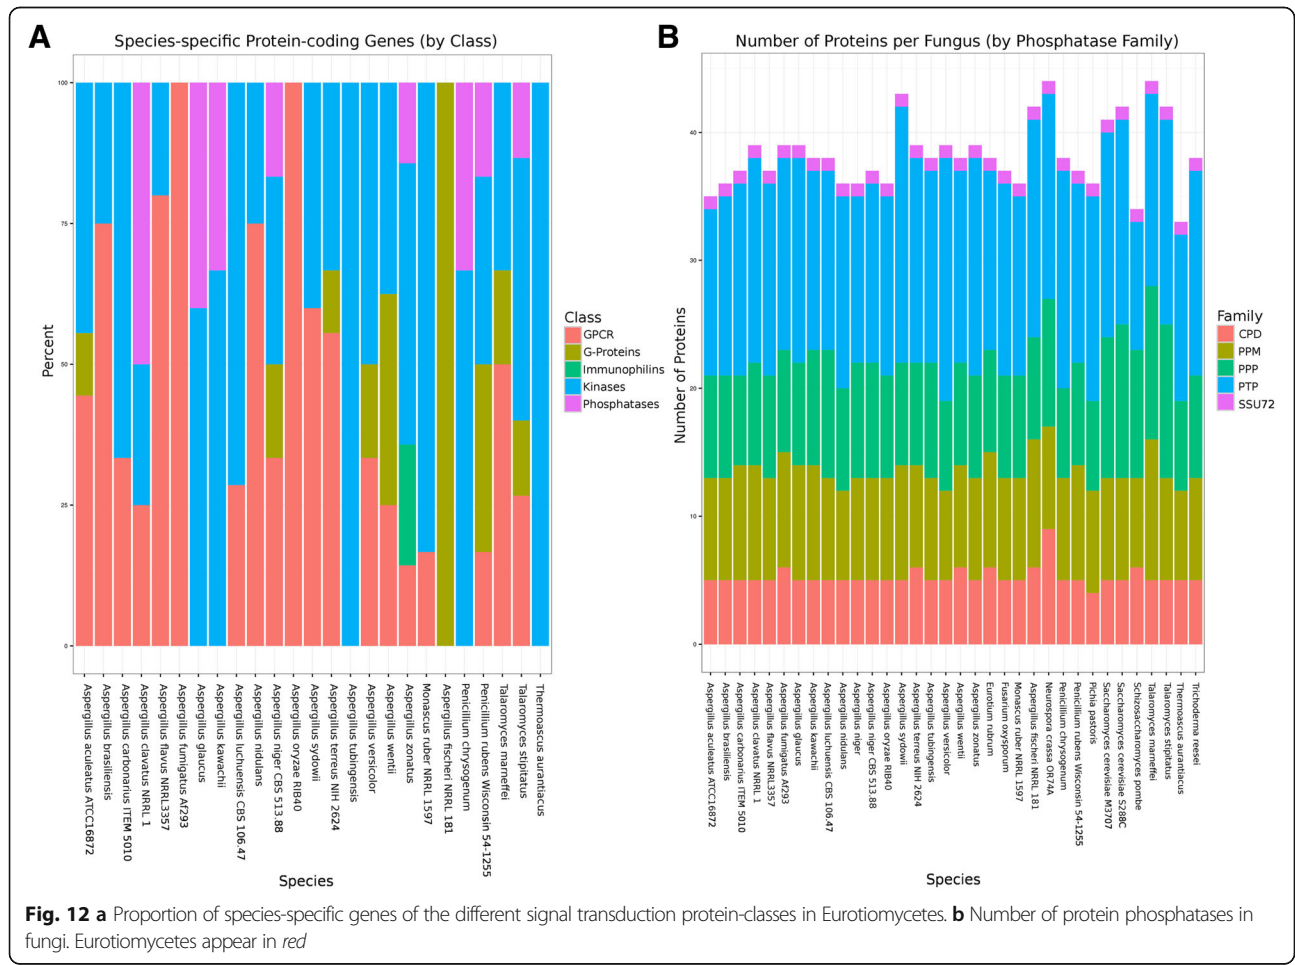 A
Species-specific Protein-coding Genes (by Class)
100
75
50
25
0
Percent
Aspergillus aculeatus ATCC16872
Aspergillus brasiliensis
Aspergillus carbonarius ITEM 5010
Aspergillus clavatus NRRL 1
Aspergillus flavus NRRL3357
Aspergillus fumigatus Af293
Aspergillus glaucus
Aspergillus kawachii
Aspergillus luchuensis CBS 106.47
Aspergillus nidulans
Aspergillus niger CBS 513.88
Aspergillus oryzae RIB40
Aspergillus sydowii
Aspergillus terreus NIH 2624
Aspergillus tubingensis
Aspergillus versicolor
Aspergillus wentii
Aspergillus zonatus
Monascus ruber NRRL 1597
Aspergillus fischeri NRRL 181
Penicillium chrysogenum
Penicillium rubens Wisconsin 54-1255
Talaromyces marneffei
Talaromyces stipitatus
Thermoascus aurantiacus
Species
Class
GPCR
G-Proteins
Immunophilins
Kinases
Phosphatases
B
Number of Proteins per Fungus (by Phosphatase Family)
40
30
20
10
0
Number of Proteins
Aspergillus aculeatus ATCC16872
Aspergillus brasiliensis
Aspergillus carbonarius ITEM 5010
Aspergillus clavatus NRRL 1
Aspergillus flavus NRRL3357
Aspergillus fumigatus Af293
Aspergillus glaucus
Aspergillus kawachii
Aspergillus luchuensis CBS 106.47
Aspergillus nidulans
Aspergillus niger
Aspergillus niger CBS 513.88
Aspergillus oryzae RIB40
Aspergillus sydowii
Aspergillus terreus NIH 2624
Aspergillus tubingensis
Aspergillus versicolor
Aspergillus wentii
Aspergillus zonatus
Eurotium rubrum
Fusarium oxysporum
Monascus ruber NRRL 1597
Aspergillus fischeri NRRL 181
Neurospora crassa OR74A
Penicillium chrysogenum
Penicillium rubens Wisconsin 54-1255
Pichia pastoris
Saccharomyces cerevisiae M3707
Saccharomyces cerevisiae S288C
Schizosaccharomyces pombe
Talaromyces marneffei
Talaromyces stipitatus
Thermoascus aurantiacus
Trichoderma reesei
Species
Family
CPD
PPM
PPP
PTP
SSU72
Fig. 12 a Proportion of species-specific genes of the different signal transduction protein-classes in Eurotiomycetes. b Number of protein phosphatases in
fungi. Eurotiomycetes appear in red